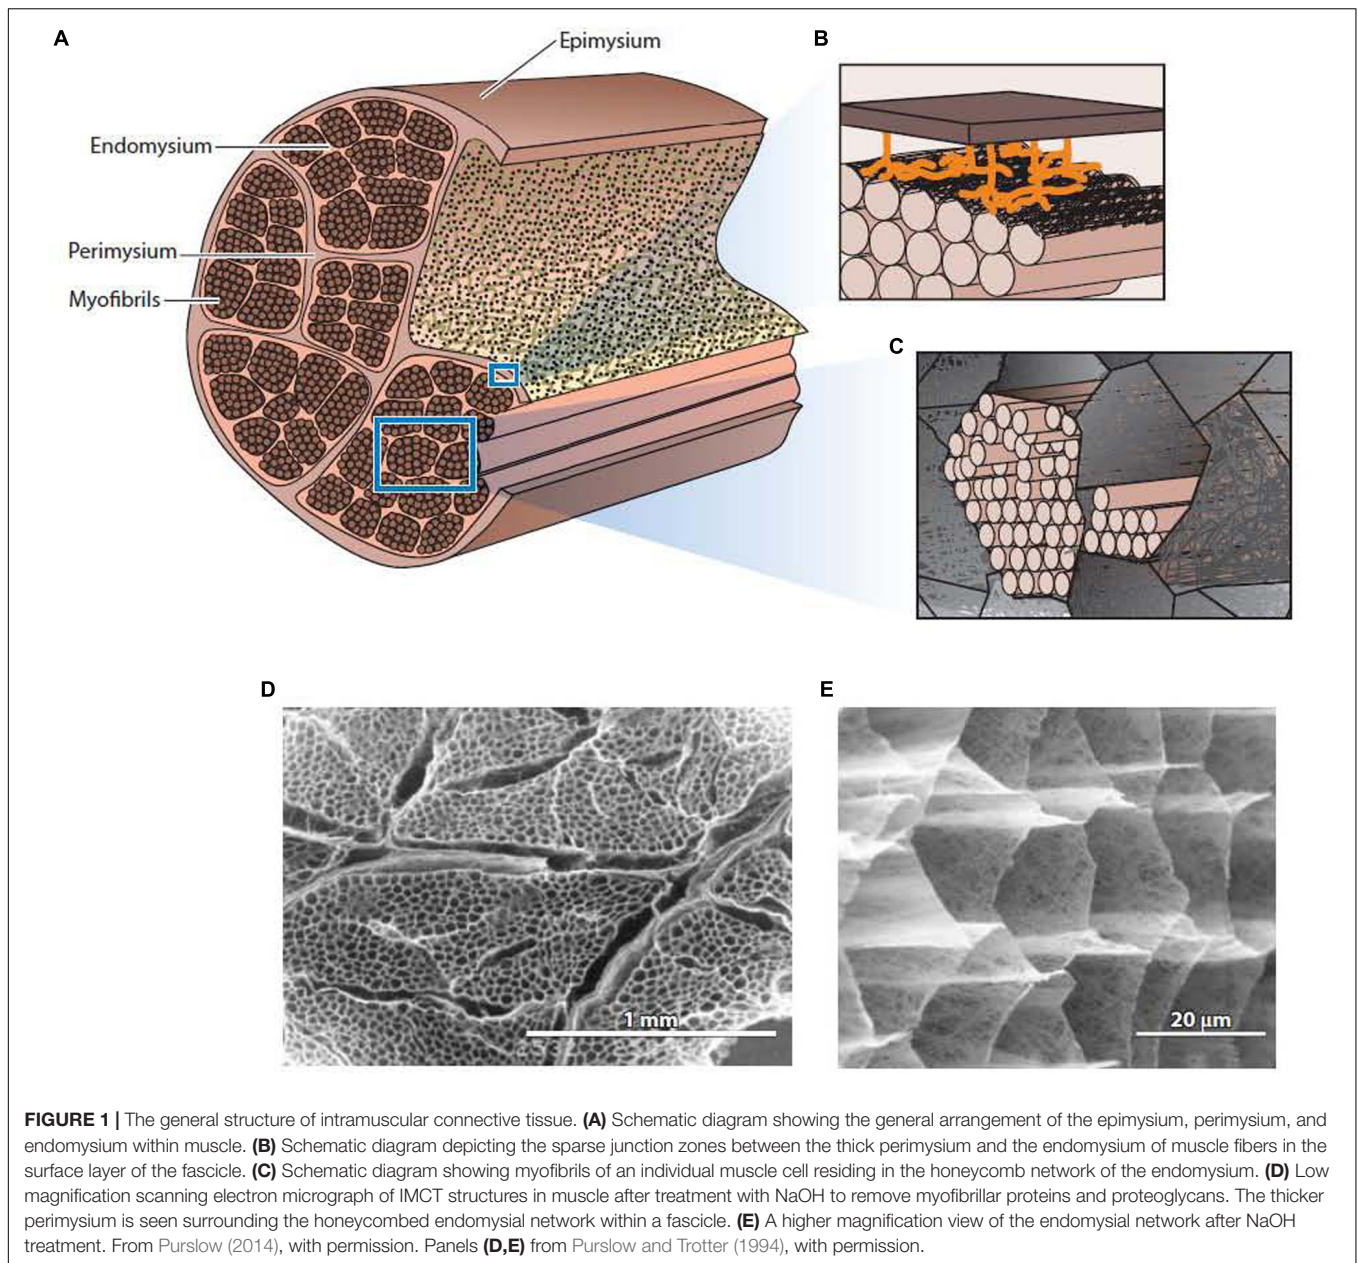 A
Epimysium
B
Endomysium
Perimysium
Myofibrils
C
D
E
1 mm
20 µm
FIGURE 1 | The general structure of intramuscular connective tissue. (A) Schematic diagram showing the general arrangement of the epimysium, perimysium, and
endomysium within muscle. (B) Schematic diagram depicting the sparse junction zones between the thick perimysium and the endomysium of muscle fibers in the
surface layer of the fascicle. (C) Schematic diagram showing myofibrils of an individual muscle cell residing in the honeycomb network of the endomysium. (D) Low
magnification scanning electron micrograph of IMCT structures in muscle after treatment with NaOH to remove myofibrillar proteins and proteoglycans. The thicker
perimysium is seen surrounding the honeycombed endomysial network within a fascicle. (E) A higher magnification view of the endomysial network after NaOH
treatment. From Purslow (2014), with permission. Panels (D,E) from Purslow and Trotter (1994), with permission.